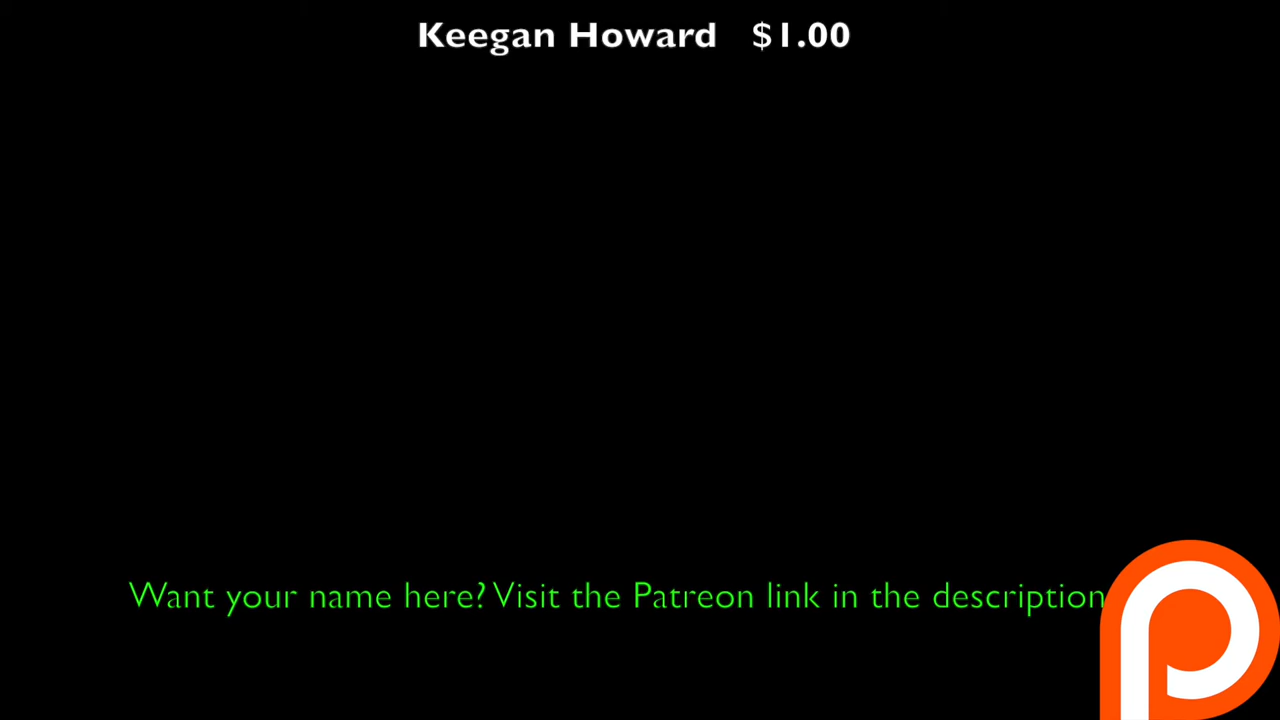 Keegan Howard $1.00
Want your name here? Visit the Patreon link in the description